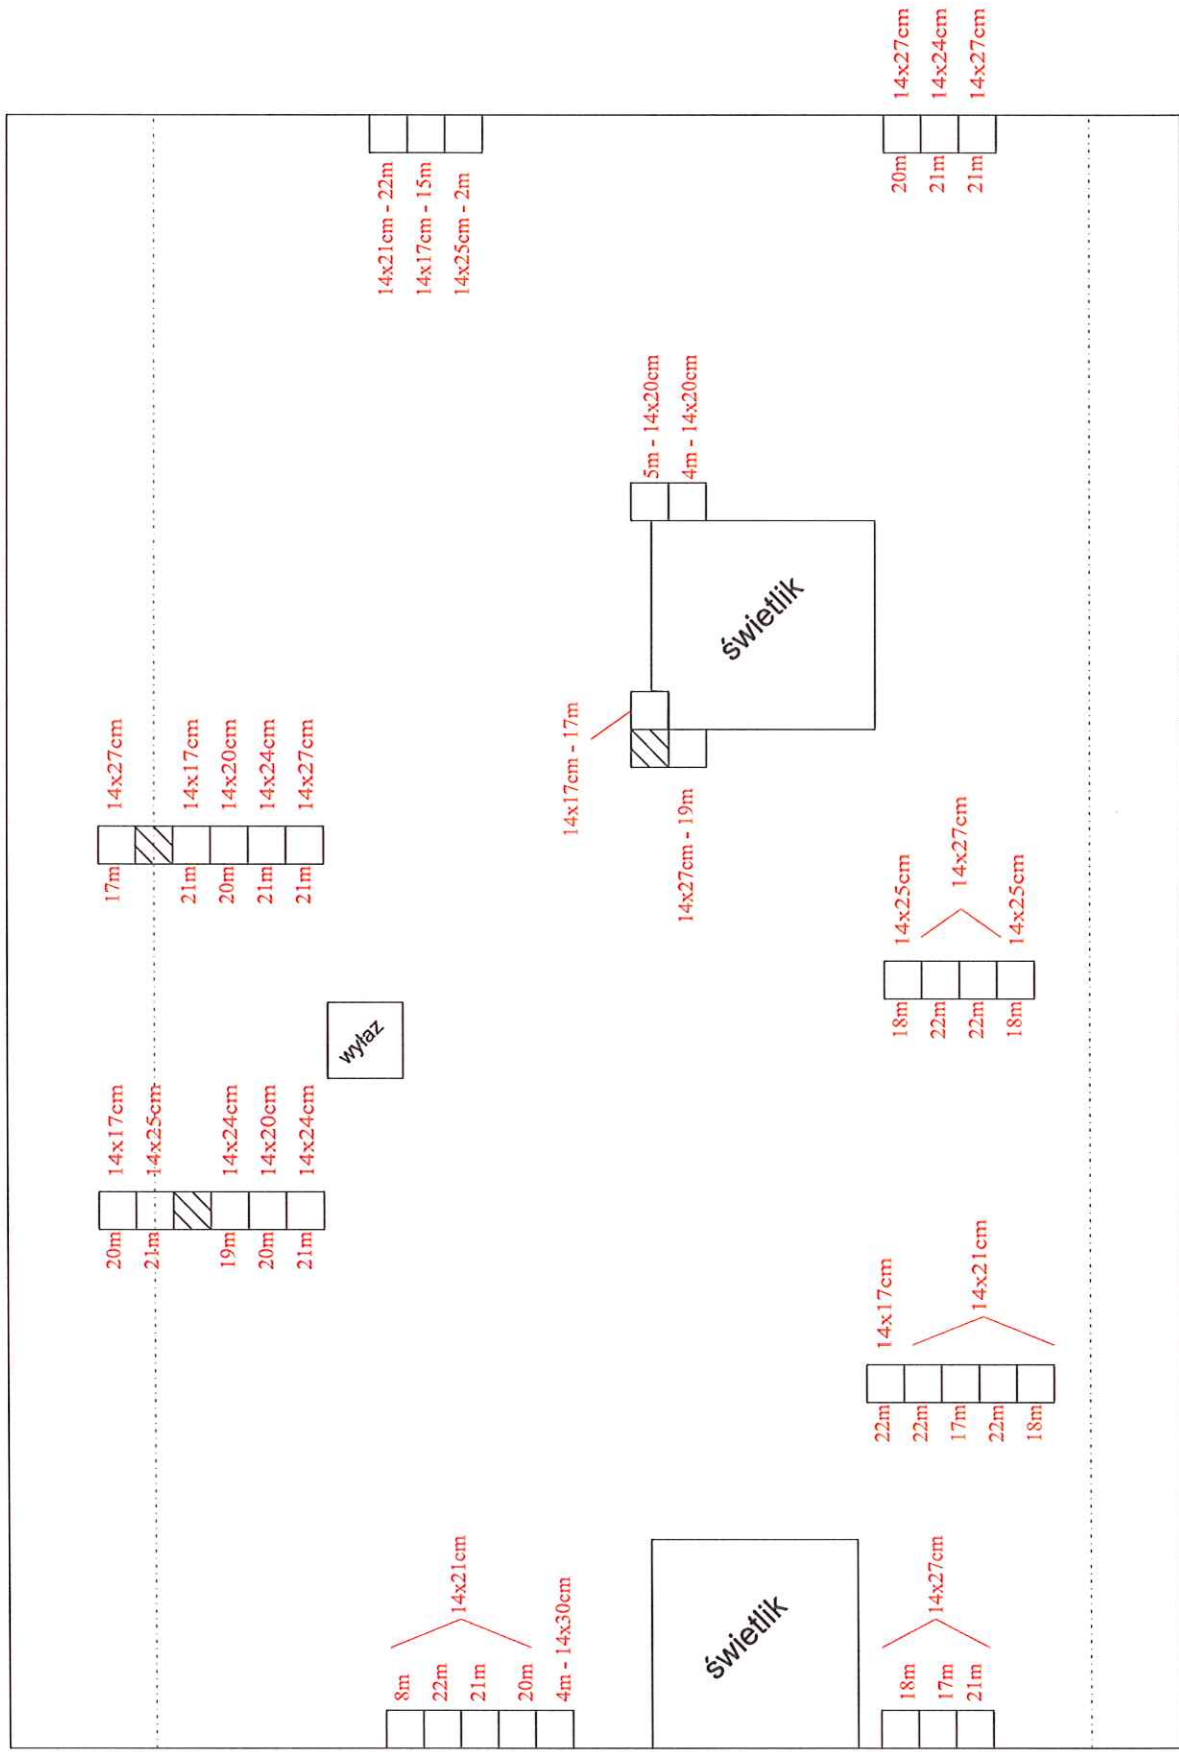 14x27cm
14x24cm
14x27cm
20m
21m
21m
14x21cm - 22m
14x17cm - 15m
14x25cm - 2m
5m - 14x20cm
4m - 14x20cm
świetlik
14x17cm - 17m
14x27cm - 19m
14x27cm
14x17cm
14x20cm
14x24cm
14x27cm
17m
21m
20m
21m
21m
wyłaz
14x25cm
14x27cm
14x25cm
18m
22m
22m
18m
14x17cm
14x25cm
14x24cm
14x20cm
14x24cm
20m
21m
19m
20m
21m
14x17cm
14x21cm
22m
22m
17m
22m
18m
14x21cm
8m
22m
21m
20m
4m - 14x30cm
świetlik
14x27cm
18m
17m
21m